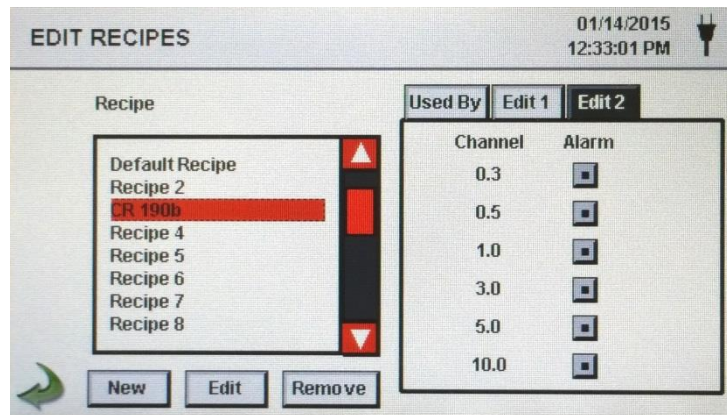 EDIT RECIPES
01/14/2015
12:33:01 PM
Recipe
Default Recipe
Recipe 2
CR 190b
Recipe 4
Recipe 5
Recipe 6
Recipe 7
Recipe 8
New Edit Remove
Used By Edit 1 Edit 2
Channel Alarm
0.3
0.5
1.0
3.0
5.0
10.0